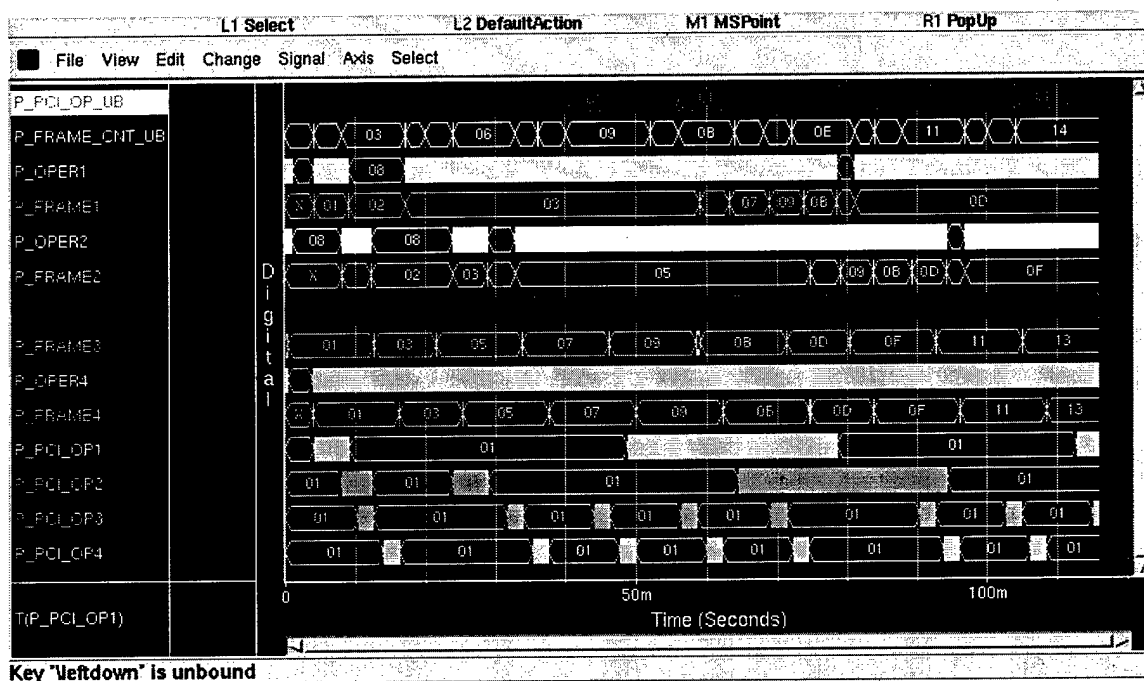 L1 Select L2 DefaultAction M1 MSPoint R1 PopUp
File View Edit Change Signal Axis Select
P_PCI_OP_UB
P_FRAME_CNT_UB 03 06 09 0B 0E 11 14
P_OPER1 08
P_FRAME1 X 01 02 03 07 09 0B 0D
P_OPER2 08 08
P_FRAME2 X 02 03 05 09 0B 0D 0F
Digital
P_FRAME3 01 03 05 07 09 0B 0D 0F 11 13
P_OPER4
P_FRAME4 X 01 03 05 07 09 0B 0D 0F 11 13
P_PCI_OP1 01 01
P_PCI_OP2 01 01 01 01
P_PCI_OP3 01 01 01 01 01 01 01 01
P_PCI_OP4 01 01 01 01 01 01 01 01
0 50m 100m
T(P_PCI_OP1) Time (Seconds)
Key "\leftdown" is unbound